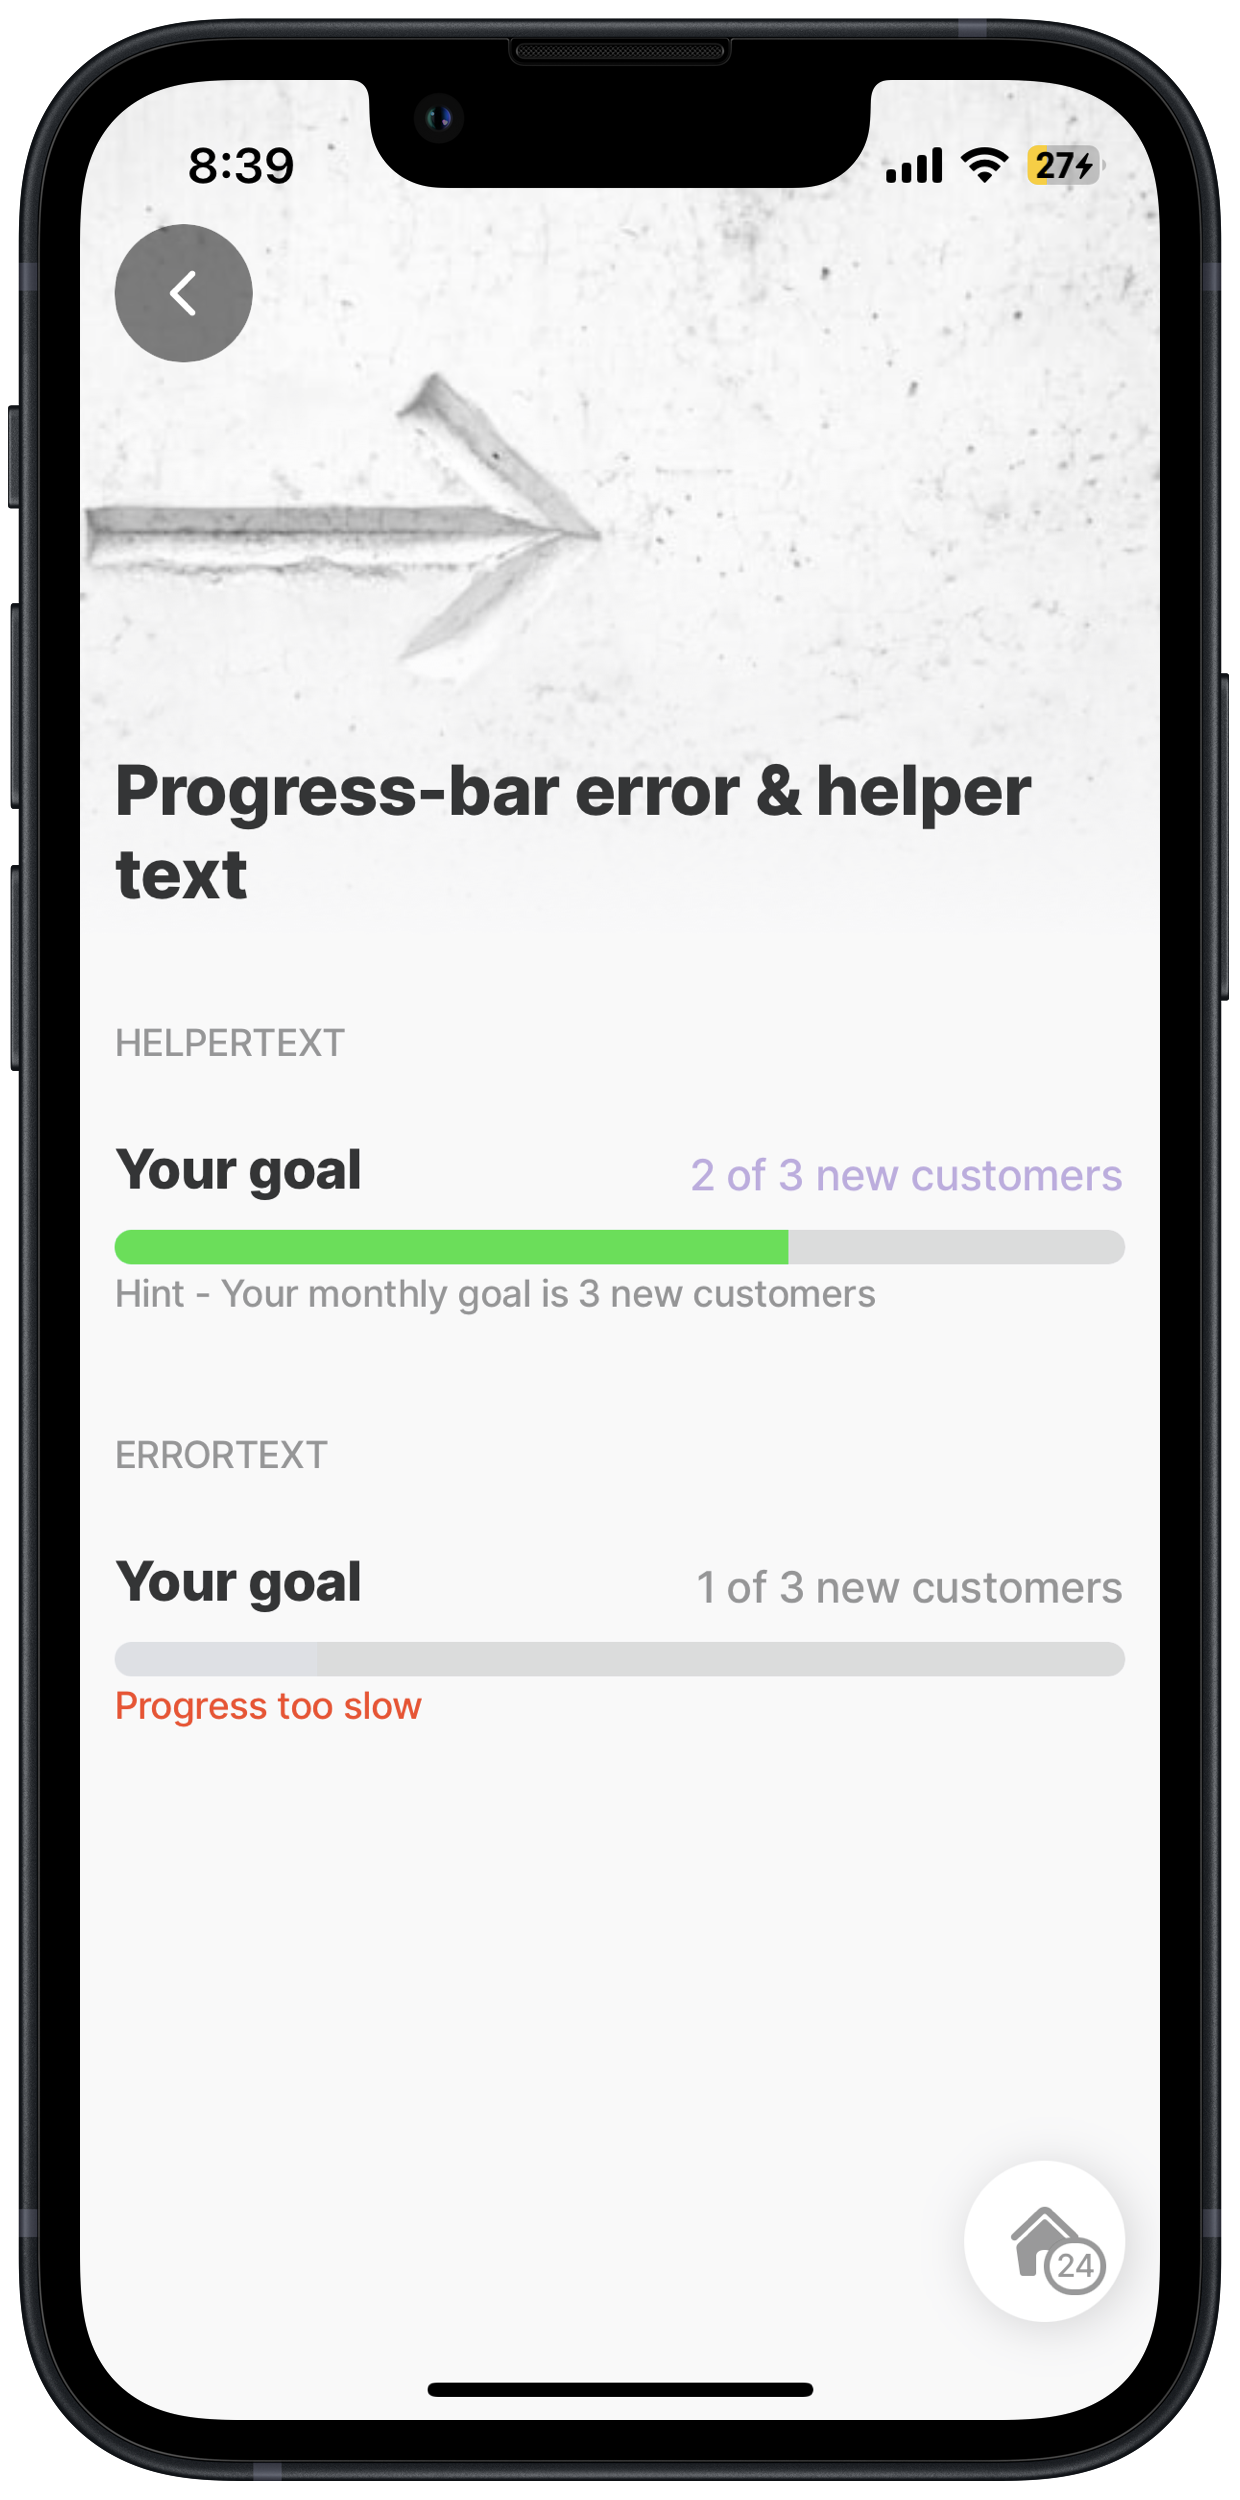 8:39
27
Progress-bar error & helper
text
HELPERTEXT
Your goal
2 of 3 new customers
Hint - Your monthly goal is 3 new customers
ERRORTEXT
Your goal
1 of 3 new customers
Progress too slow
24